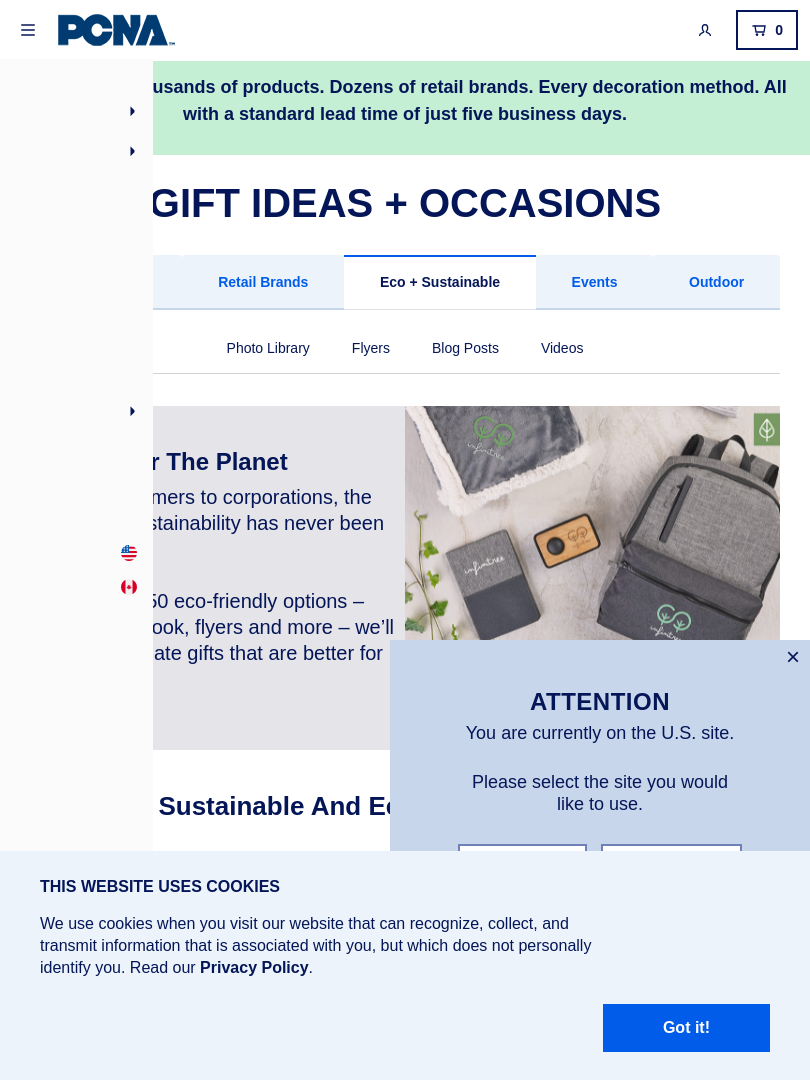 PCNA
0
usands of products. Dozens of retail brands. Every decoration method. All
with a standard lead time of just five business days.
GIFT IDEAS + OCCASIONS
Retail Brands
Eco + Sustainable
Events
Outdoor
Photo Library
Flyers
Blog Posts
Videos
r The Planet
mers to corporations, the
stainability has never been
50 eco-friendly options –
ook, flyers and more – we’ll
ate gifts that are better for
infinitree
infinitree
infinitree
ATTENTION
You are currently on the U.S. site.
Please select the site you would
like to use.
Sustainable And Ec
THIS WEBSITE USES COOKIES
We use cookies when you visit our website that can recognize, collect, and
transmit information that is associated with you, but which does not personally
identify you. Read our Privacy Policy.
Got it!